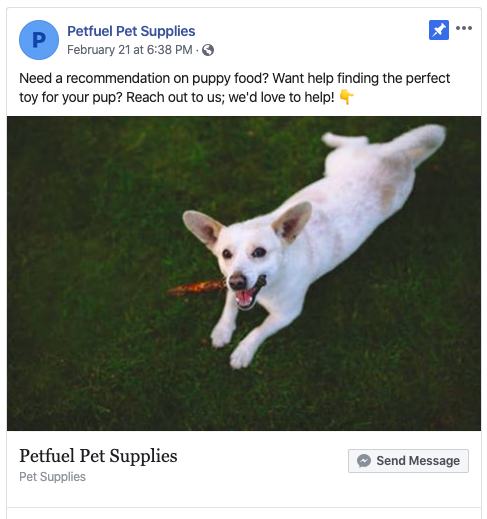 P
Petfuel Pet Supplies
February 21 at 6:38 PM ·
Need a recommendation on puppy food? Want help finding the perfect
toy for your pup? Reach out to us; we'd love to help! 👇
Petfuel Pet Supplies
Send Message
Pet Supplies